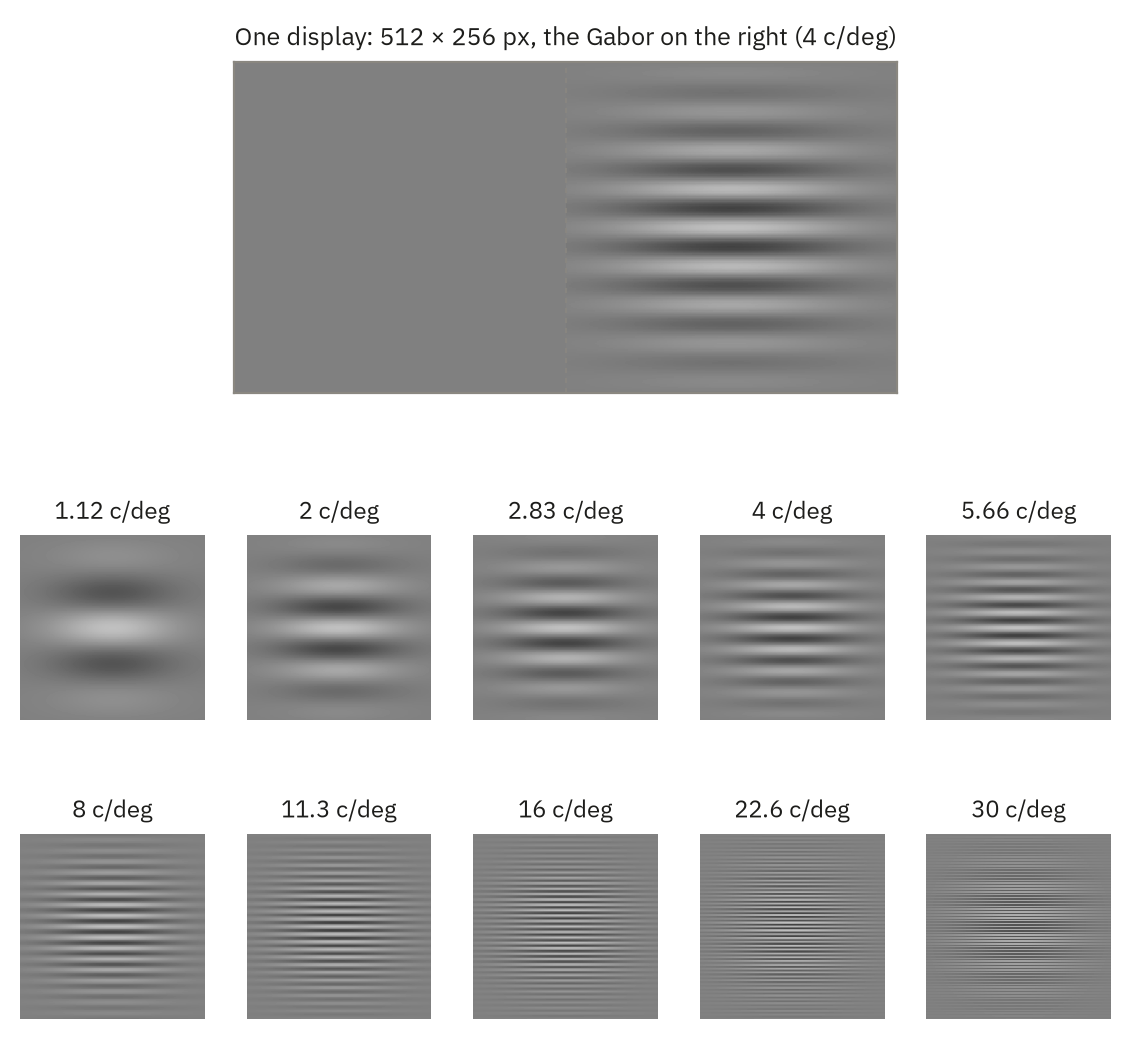 One display: 512 × 256 px, the Gabor on the right (4 c/deg)
1.12 c/deg
2 c/deg
2.83 c/deg
4 c/deg
5.66 c/deg
8 c/deg
11.3 c/deg
16 c/deg
22.6 c/deg
30 c/deg